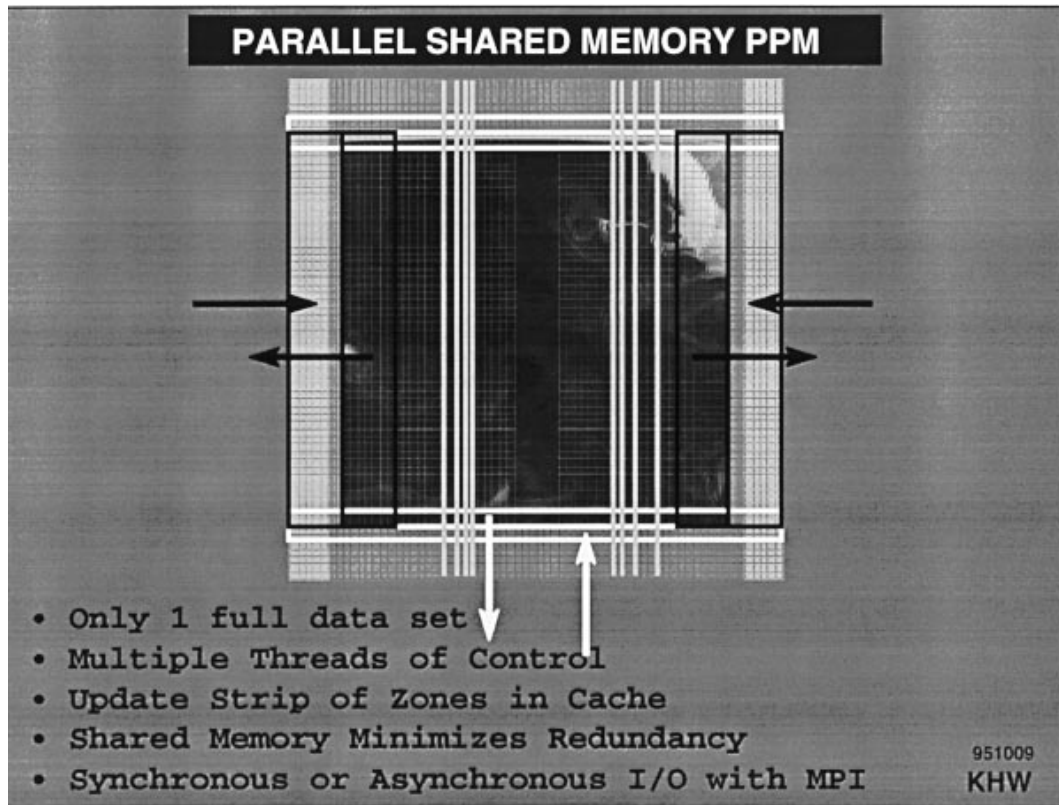 PARALLEL SHARED MEMORY PPM
• Only 1 full data set
• Multiple Threads of Control
• Update Strip of Zones in Cache
• Shared Memory Minimizes Redundancy
• Synchronous or Asynchronous I/O with MPI
951009
KHW